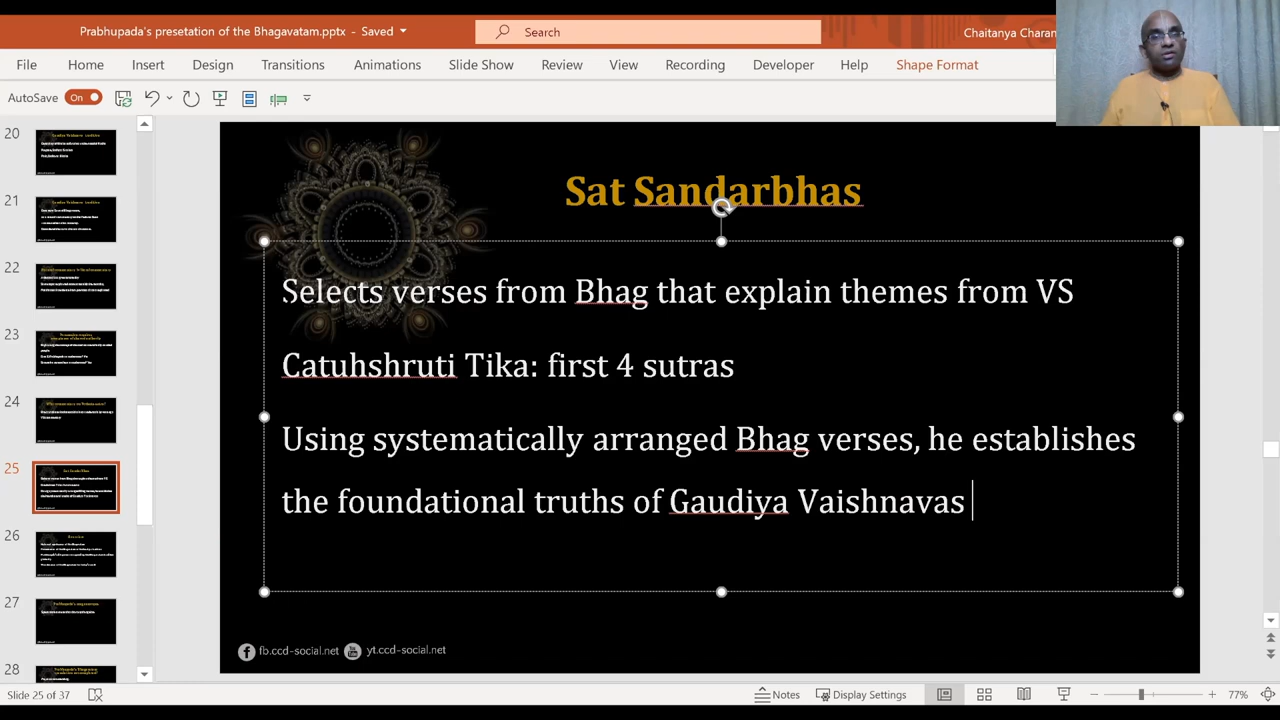 Prabhupada's presetation of the Bhagavatam.pptx - Saved
Search
Chaitanya Charan
File Home Insert Design Transitions Animations Slide Show Review View Recording Developer Help Shape Format
AutoSave On
20
21
22
23
24
25
26
27
28
Sat Sandarbhas
Selects verses from Bhag that explain themes from VS
Catuhshruti Tika: first 4 sutras
Using systematically arranged Bhag verses, he establishes
the foundational truths of Gaudiya Vaishnavas
fb.ccd-social.net yt.ccd-social.net
Slide 25 of 37 Notes Display Settings 77%